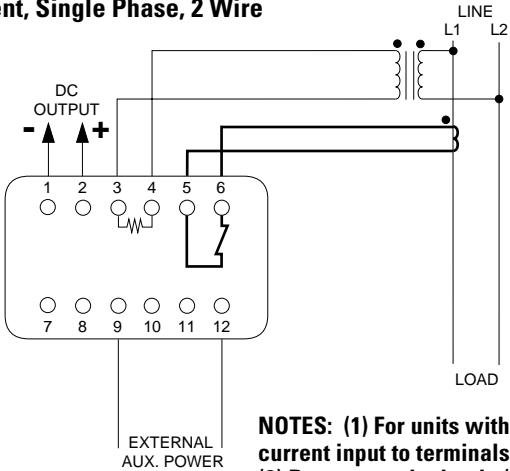 ent, Single Phase, 2 Wire
LINE
L1 L2
DC
OUTPUT
- +
1 2 3 4 5 6
7 8 9 10 11 12
LOAD
EXTERNAL
AUX. POWER
NOTES: (1) For units with
current input to terminals